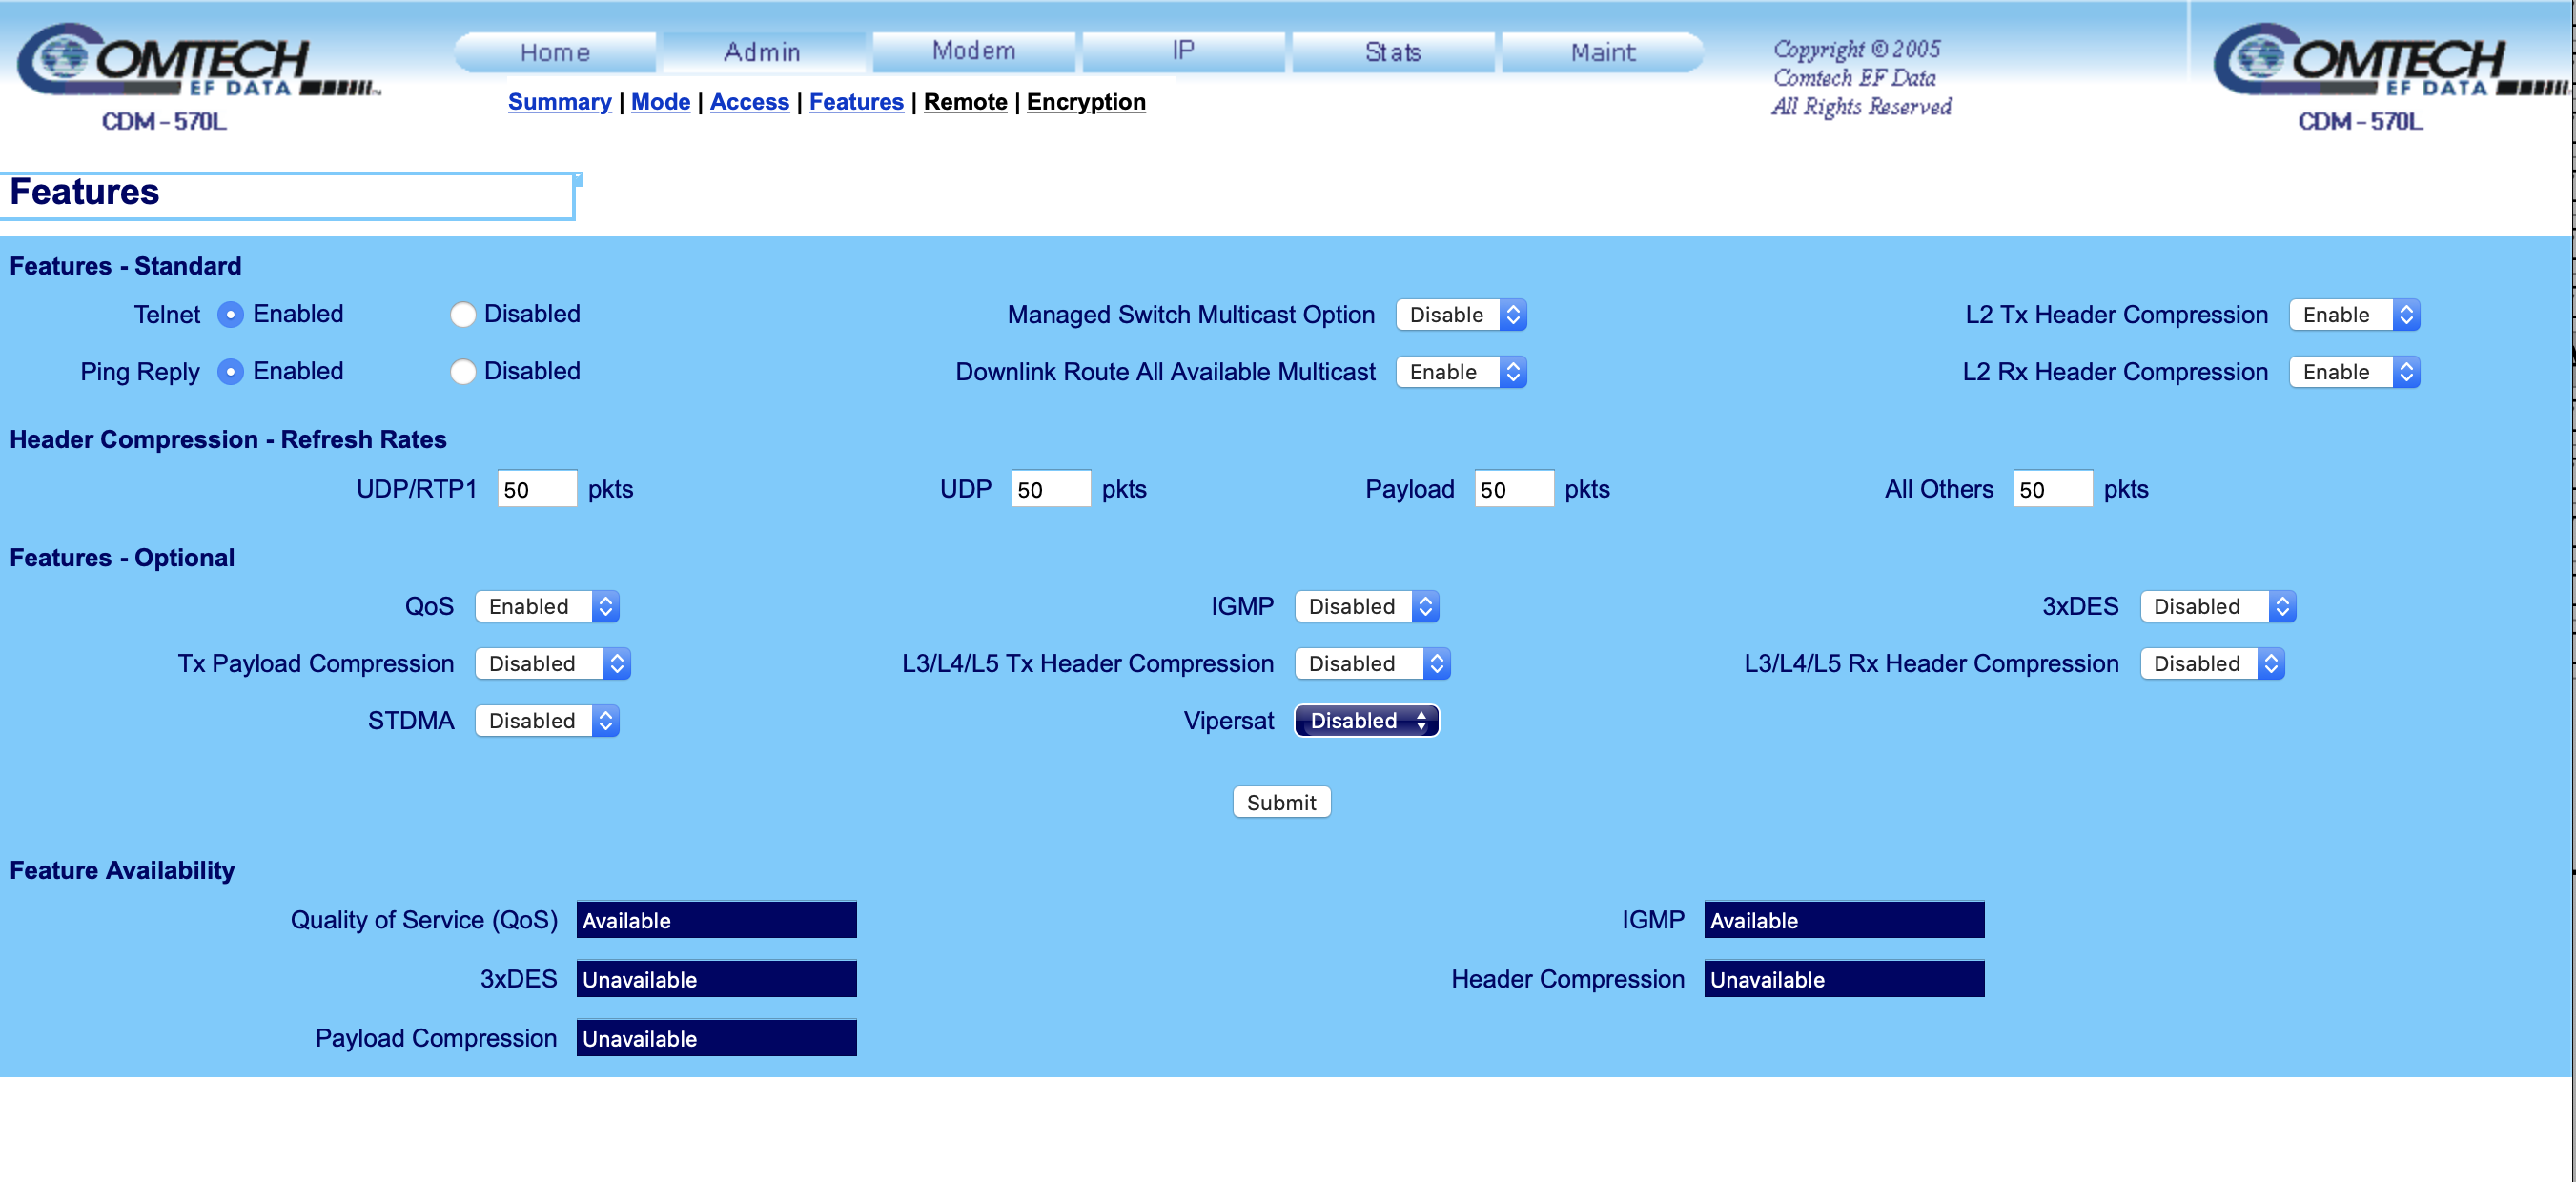 COMTECH
EF DATA
CDM - 570L
Home
Admin
Modem
IP
Stats
Maint
Summary | Mode | Access | Features | Remote | Encryption
Copyright © 2005
Comtech EF Data
All Rights Reserved
COMTECH
EF DATA
CDM - 570L
Features
Features - Standard
Telnet Enabled Disabled Managed Switch Multicast Option Disable L2 Tx Header Compression Enable
Ping Reply Enabled Disabled Downlink Route All Available Multicast Enable L2 Rx Header Compression Enable
Header Compression - Refresh Rates
UDP/RTP1 50 pkts UDP 50 pkts Payload 50 pkts All Others 50 pkts
Features - Optional
QoS Enabled IGMP Disabled 3xDES Disabled
Tx Payload Compression Disabled L3/L4/L5 Tx Header Compression Disabled L3/L4/L5 Rx Header Compression Disabled
STDMA Disabled Vipersat Disabled
Submit
Feature Availability
Quality of Service (QoS) Available IGMP Available
3xDES Unavailable Header Compression Unavailable
Payload Compression Unavailable